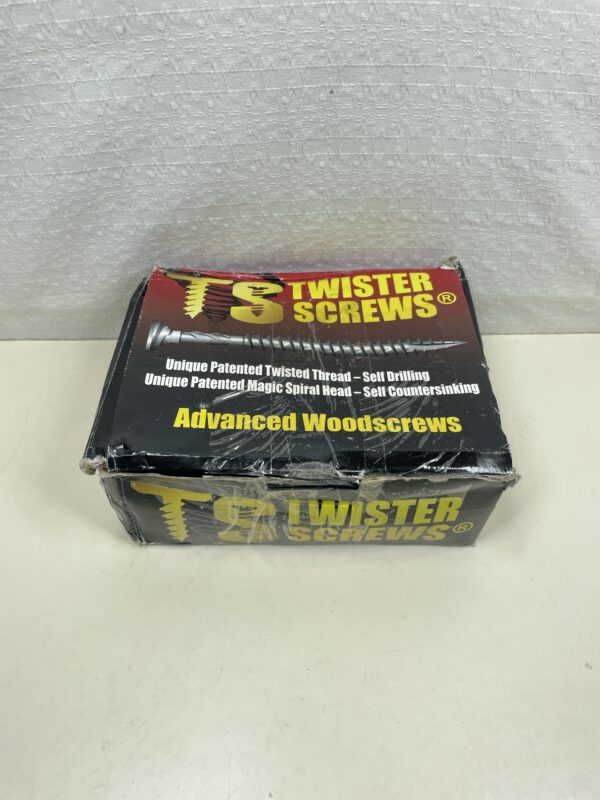 TS TWISTER
SCREWS®
Unique Patented Twisted Thread – Self Drilling
Unique Patented Magic Spiral Head – Self Countersinking
Advanced Woodscrews
TS TWISTER
SCREWS®